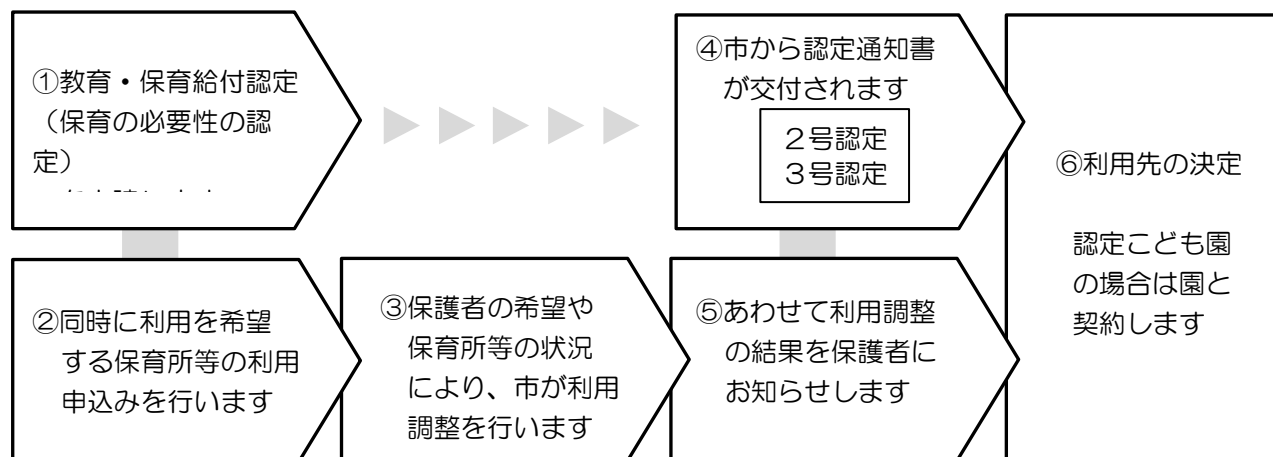 ①教育・保育給付認定
（保育の必要性の認
定）
②同時に利用を希望
する保育所等の利用
申込みを行います
③保護者の希望や
保育所等の状況
により、市が利用
調整を行います
④市から認定通知書
が交付されます
２号認定
３号認定
⑤あわせて利用調整
の結果を保護者に
お知らせします
⑥利用先の決定
認定こども園
の場合は園と
契約します